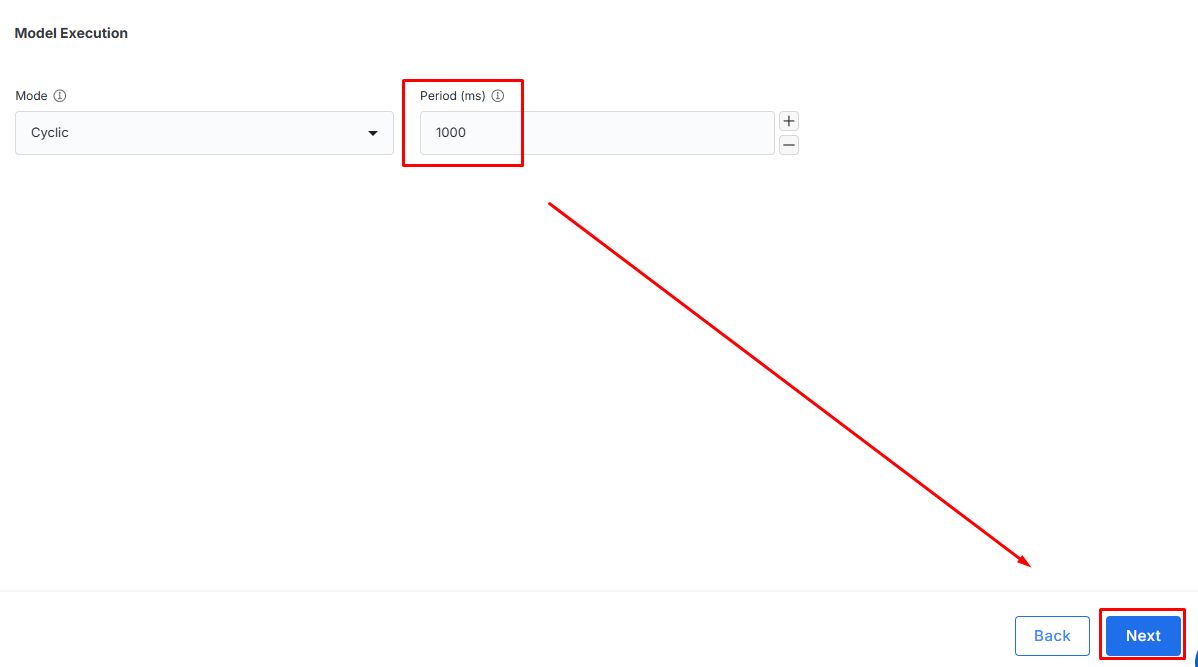 Model Execution
Mode Period (ms)
Cyclic 1000
Back Next